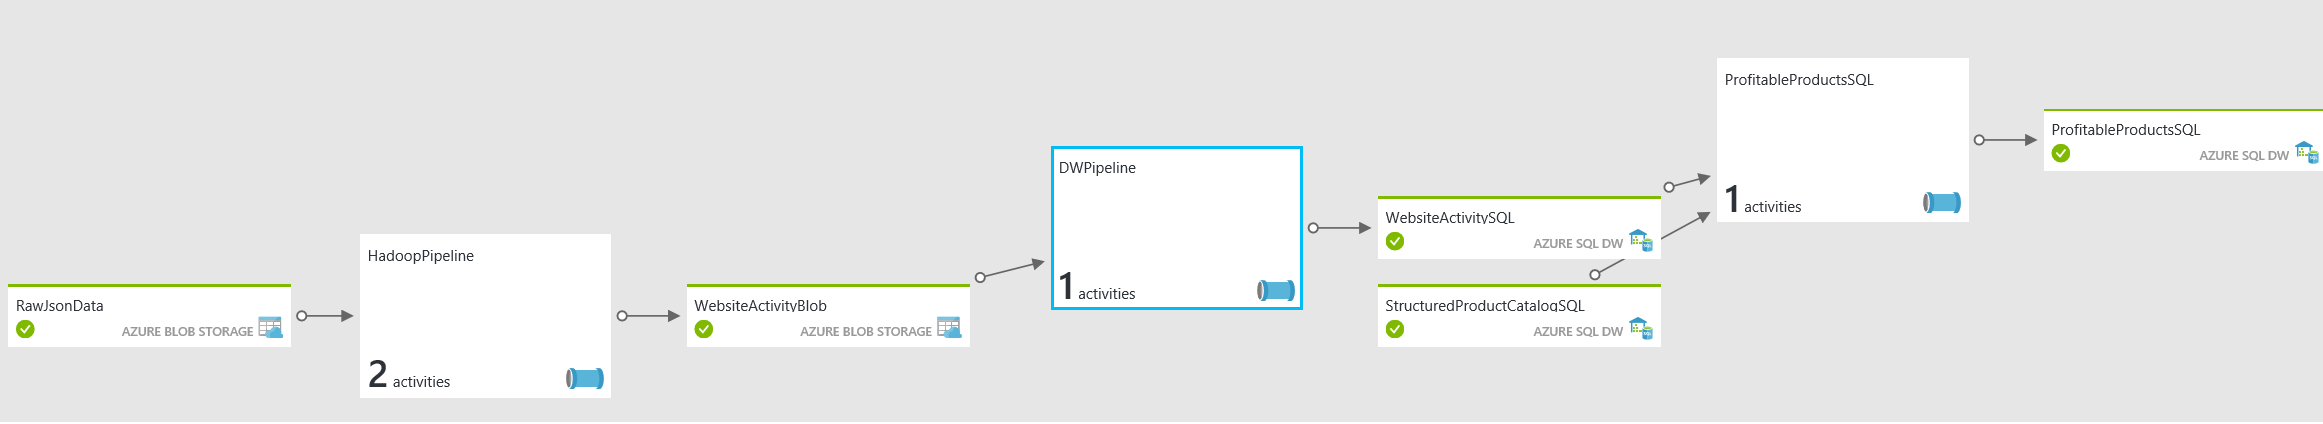 RawJsonData
AZURE BLOB STORAGE
HadoopPipeline
2 activities
WebsiteActivityBlob
AZURE BLOB STORAGE
DWPipeline
1 activities
WebsiteActivitySQL
AZURE SQL DW
StructuredProductCatalogSQL
AZURE SQL DW
ProfitableProductsSQL
1 activities
ProfitableProductsSQL
AZURE SQL DW